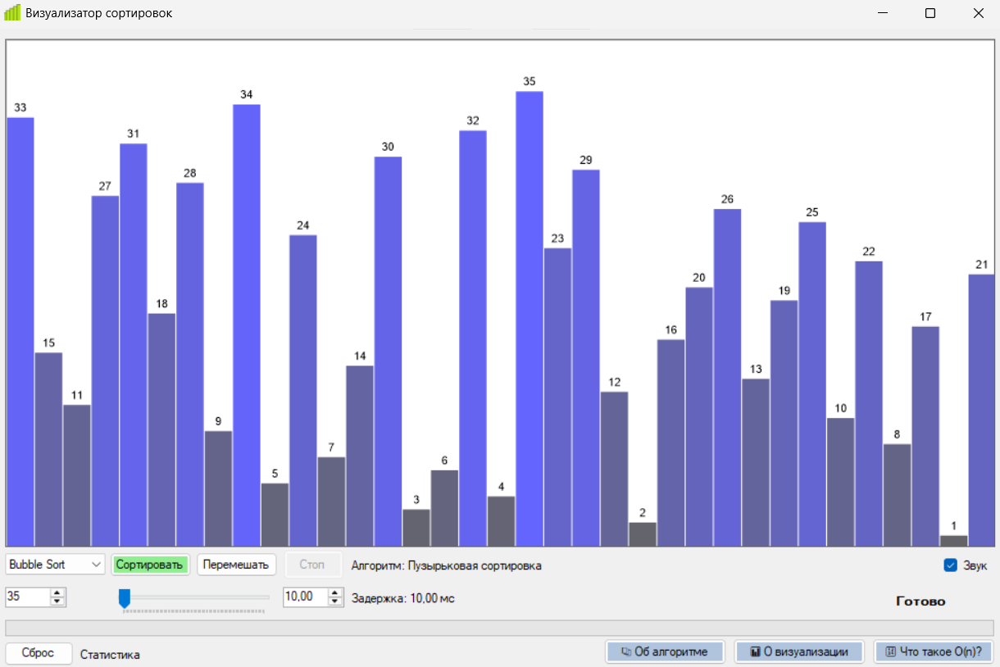 Визуализатор сортировок
33 15 11 27 31 18 28 9 34 5 24 7 14 30 3 6 32 4 35 23 29 12 2 16 20 26 13 19 25 10 22 8 17 1 21
Bubble Sort Сортировать Перемешать Стоп Алгоритм: Пузырьковая сортировка Звук
35 10,00 Задержка: 10,00 мс Готово
Сброс Статистика Об алгоритме О визуализации Что такое O(n)?